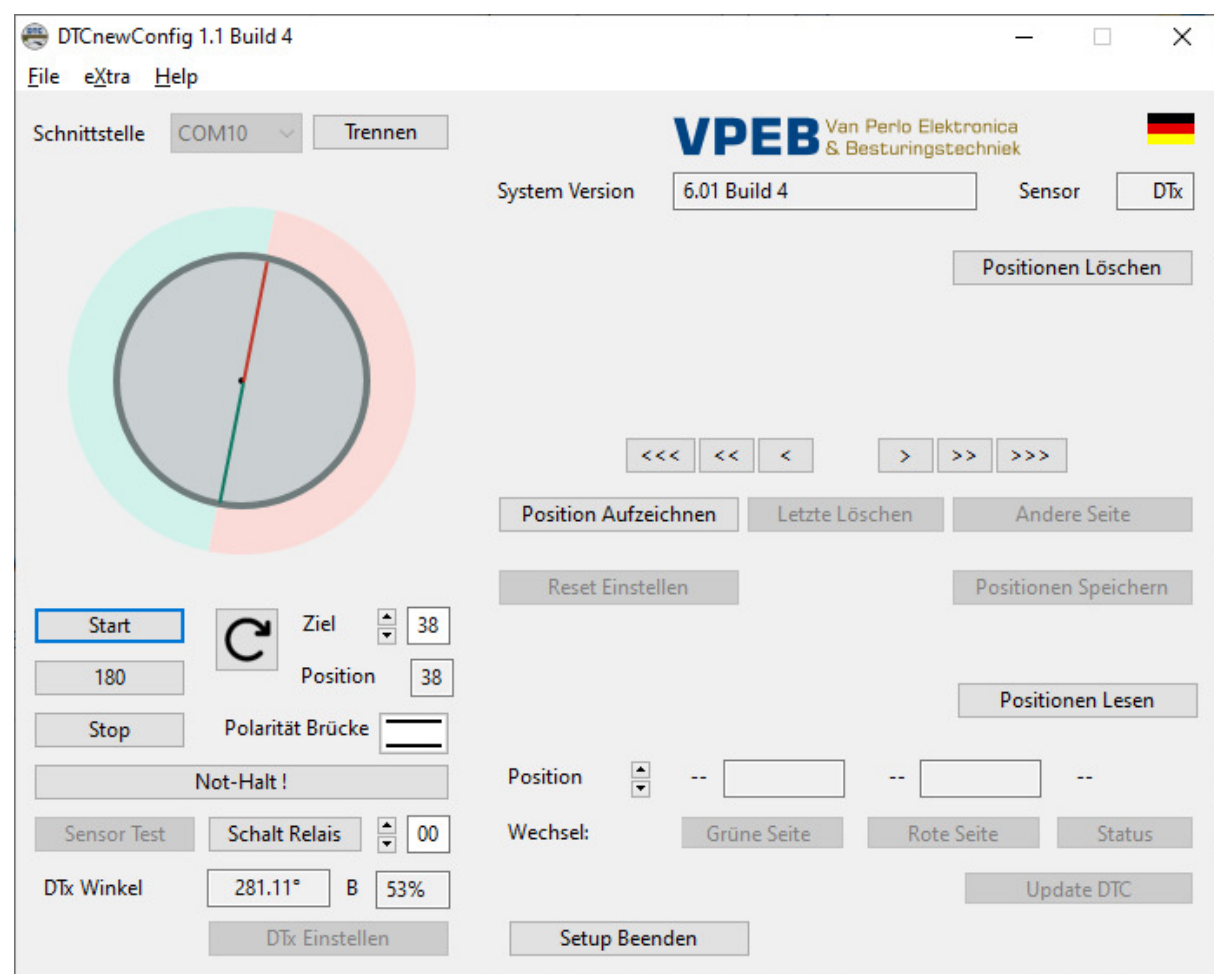 DTCnewConfig 1.1 Build 4
File eXtra Help
Schnittstelle COM10 Trennen
VPEB Van Perlo Elektronica
& Besturingstechniek
System Version 6.01 Build 4 Sensor DTx
Positionen Löschen
<<< << < > >> >>>
Position Aufzeichnen Letzte Löschen Andere Seite
Reset Einstellen Positionen Speichern
Start Ziel 38
180 Position 38
Positionen Lesen
Stop Polarität Brücke
Not-Halt !
Position -- -- --
Sensor Test Schalt Relais 00
Wechsel: Grüne Seite Rote Seite Status
DTx Winkel 281.11° B 53%
Update DTC
DTx Einstellen
Setup Beenden